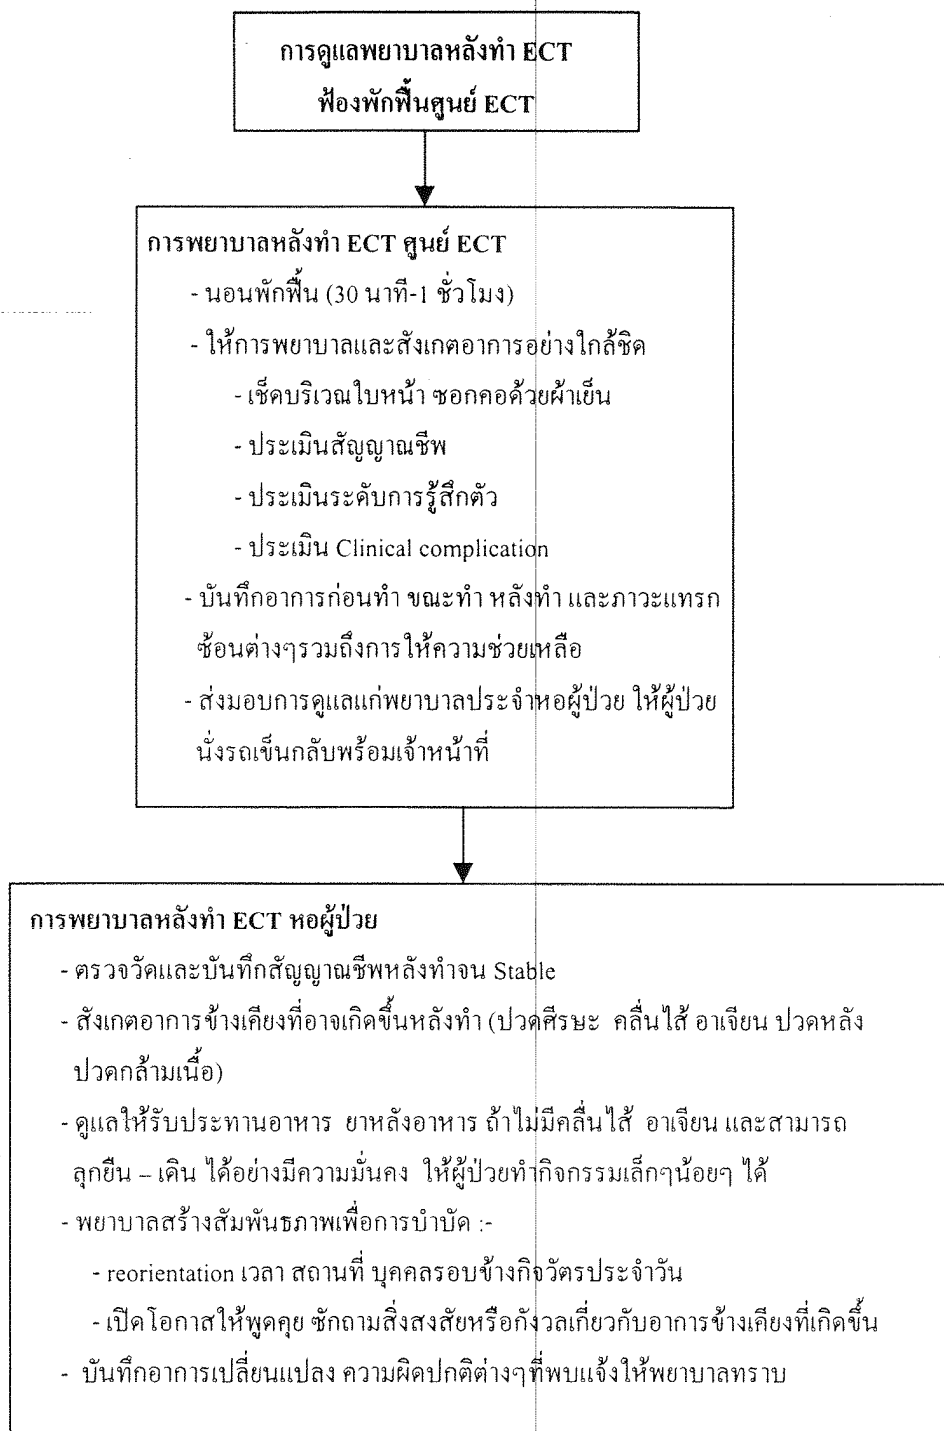 การดูแลพยาบาลหลังทำ ECT
ฟ้องพักฟื้นศูนย์ ECT
การพยาบาลหลังทำ ECT ศูนย์ ECT
- นอนพักฟื้น (30 นาที-1 ชั่วโมง)
- ให้การพยาบาลและสังเกตอาการอย่างใกล้ชิด
- เช็คบริเวณใบหน้า ซอกคอด้วยผ้าเย็น
- ประเมินสัญญาณชีพ
- ประเมินระดับการรู้สึกตัว
- ประเมิน Clinical complication
- บันทึกอาการก่อนทำ ขณะทำ หลังทำ และภาวะแทรก
ซ้อนต่างๆรวมถึงการให้ความช่วยเหลือ
- ส่งมอบการดูแลแก่พยาบาลประจำหอผู้ป่วย ให้ผู้ป่วย
นั่งรถเข็นกลับพร้อมเจ้าหน้าที่
การพยาบาลหลังทำ ECT หอผู้ป่วย
- ตรวจวัดและบันทึกสัญญาณชีพหลังทำจน Stable
- สังเกตอาการข้างเคียงที่อาจเกิดขึ้นหลังทำ (ปวดศีรษะ คลื่นไส้ อาเจียน ปวดหลัง
ปวดกล้ามเนื้อ)
- ดูแลให้รับประทานอาหาร ยาหลังอาหาร ถ้าไม่มีคลื่นไส้ อาเจียน และสามารถ
ลุกยืน – เดิน ได้อย่างมีความมั่นคง ให้ผู้ป่วยทำกิจกรรมเล็กๆน้อยๆ ได้
- พยาบาลสร้างสัมพันธภาพเพื่อการบำบัด :-
- reorientation เวลา สถานที่ บุคคลรอบข้างกิจวัตรประจำวัน
- เปิดโอกาสให้พูดคุย ซักถามสิ่งสงสัยหรือกังวลเกี่ยวกับอาการข้างเคียงที่เกิดขึ้น
- บันทึกอาการเปลี่ยนแปลง ความผิดปกติต่างๆที่พบแจ้งให้พยาบาลทราบ